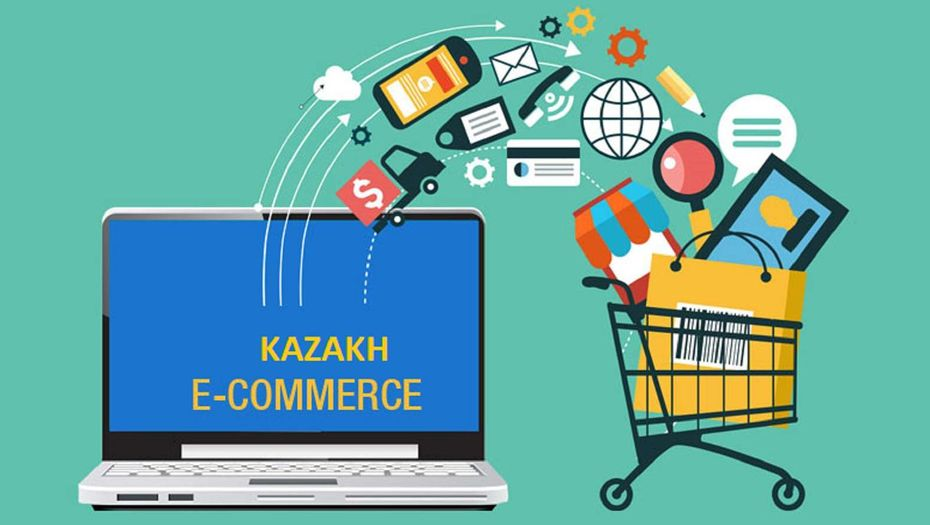 $
KAZAKH
E-COMMERCE